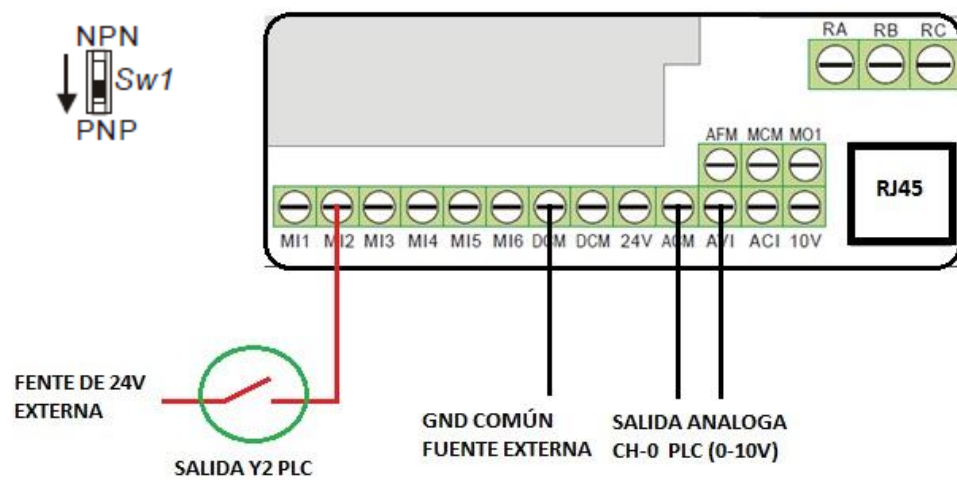 NPN
Sw1
PNP
RA RB RC
AFM MCM MO1
RJ45
MI1 MI2 MI3 MI4 MI5 MI6 DCM DCM 24V ACM AVI ACI 10V
FENTE DE 24V
EXTERNA
SALIDA Y2 PLC
GND COMÚN
FUENTE EXTERNA
SALIDA ANALOGA
CH-0 PLC (0-10V)